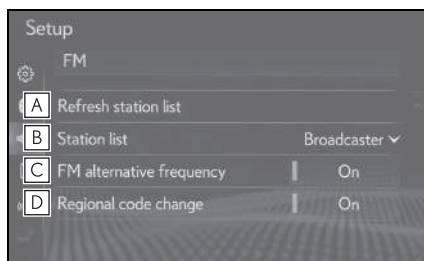 Setup
FM
A Refresh station list
B Station list Broadcaster
C FM alternative frequency On
D Regional code change On